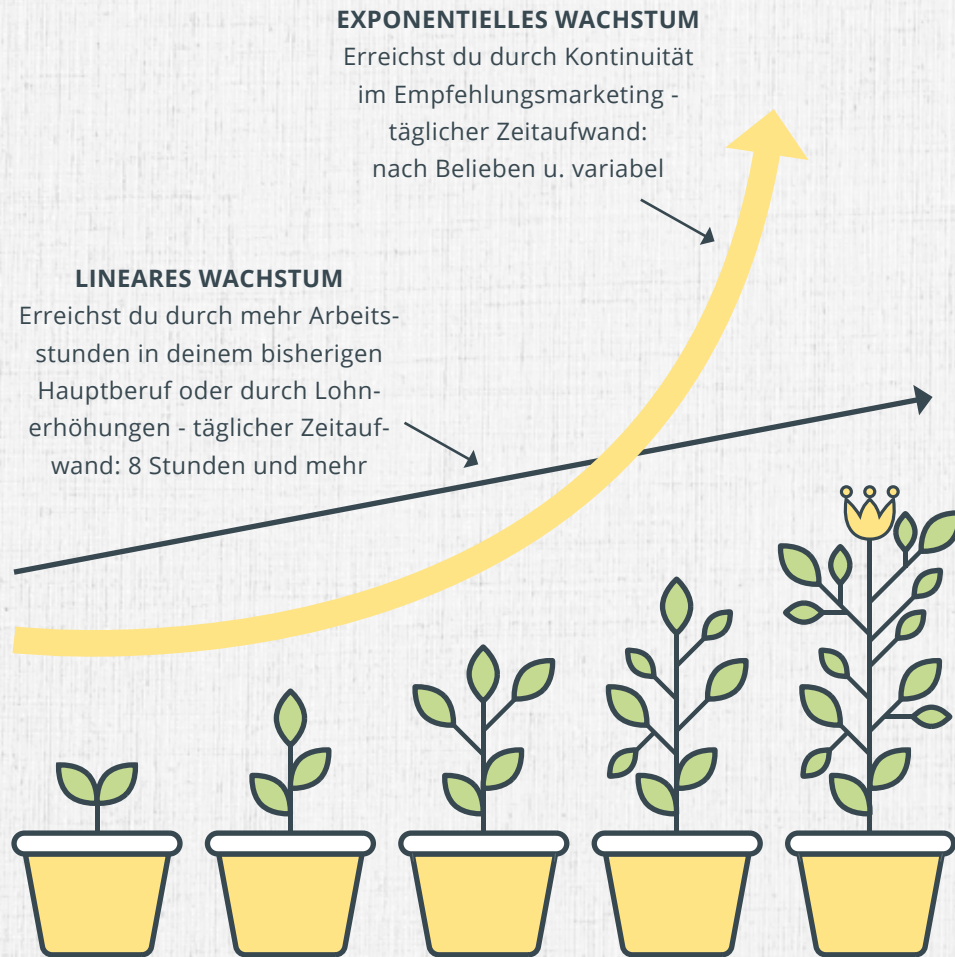 EXPONENTIELLES WACHSTUM
Erreichst du durch Kontinuität
im Empfehlungsmarketing -
täglicher Zeitaufwand:
nach Belieben u. variabel
LINEARES WACHSTUM
Erreichst du durch mehr Arbeits-
stunden in deinem bisherigen
Hauptberuf oder durch Lohn-
erhöhungen - täglicher Zeitauf-
wand: 8 Stunden und mehr